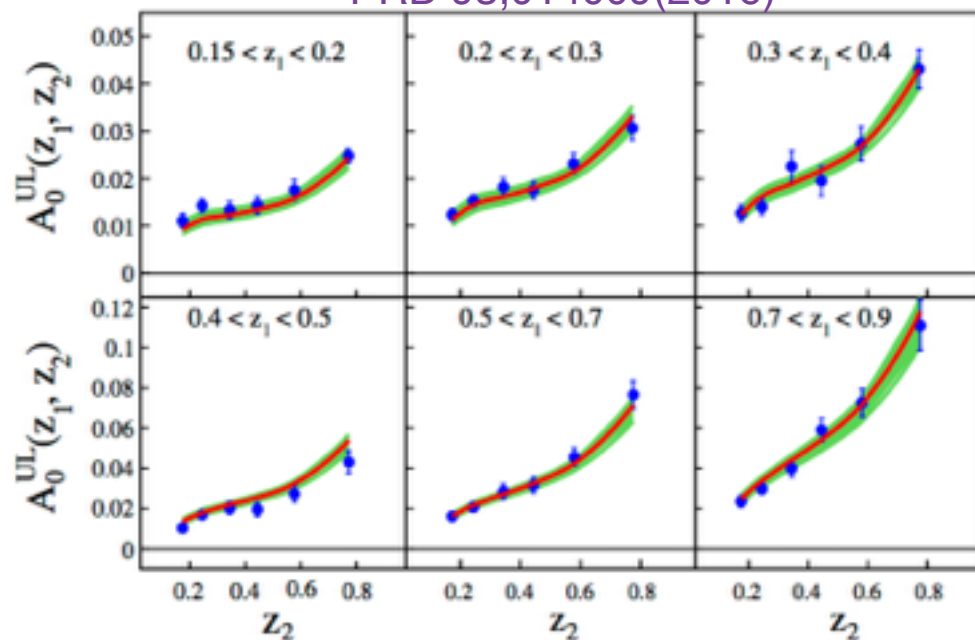 0.15 < z₁ < 0.2
0.2 < z₁ < 0.3
0.3 < z₁ < 0.4
0.05
0.04
0.03
0.02
0.01
0
A₀ᵁᴸ(z₁, z₂)
0.4 < z₁ < 0.5
0.5 < z₁ < 0.7
0.7 < z₁ < 0.9
0.12
0.1
0.08
0.06
0.04
0.02
0
A₀ᵁᴸ(z₁, z₂)
0.2 0.4 0.6 0.8
0.2 0.4 0.6 0.8
0.2 0.4 0.6 0.8
z₂
z₂
z₂